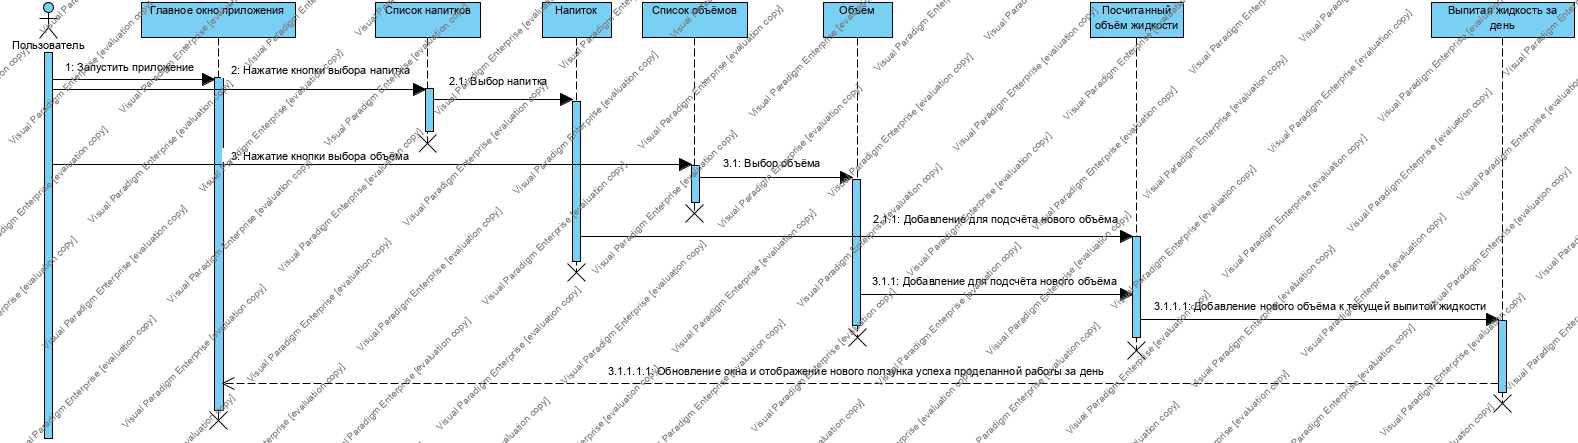 Главное окно приложения
Список напитков
Напиток
Список объёмов
Объём
Посчитанный
объём жидкости
Выпитая жидкость за
день
Пользователь
1: Запустить приложение
2: Нажатие кнопки выбора напитка
2.1: Выбор напитка
3: Нажатие кнопки выбора объёма
3.1: Выбор объёма
2.1.1: Добавление для подсчёта нового объёма
3.1.1: Добавление для подсчёта нового объёма
3.1.1.1: Добавление нового объёма к текущей выпитой жидкости
3.1.1.1.1: Обновление окна и отображение нового ползунка успеха проделанной работы за день
Visual Paradigm Enterprise [evaluation copy]